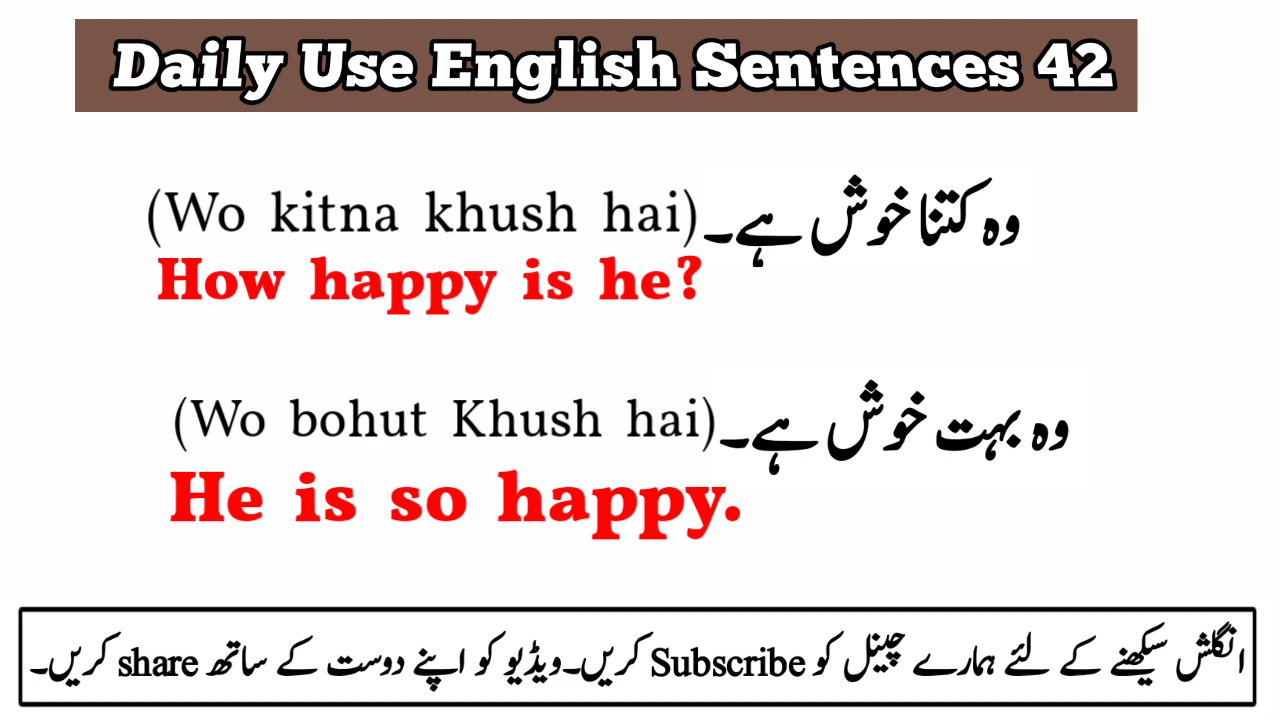 Daily Use English Sentences 42
وہ کتنا خوش ہے۔(Wo kitna khush hai)
How happy is he?
وہ بہت خوش ہے۔(Wo bohut Khush hai)
He is so happy.
انگلش سیکھنے کے لئے ہمارے چینل کو Subscribe کریں۔ویڈیو کو اپنے دوست کے ساتھ share کریں۔